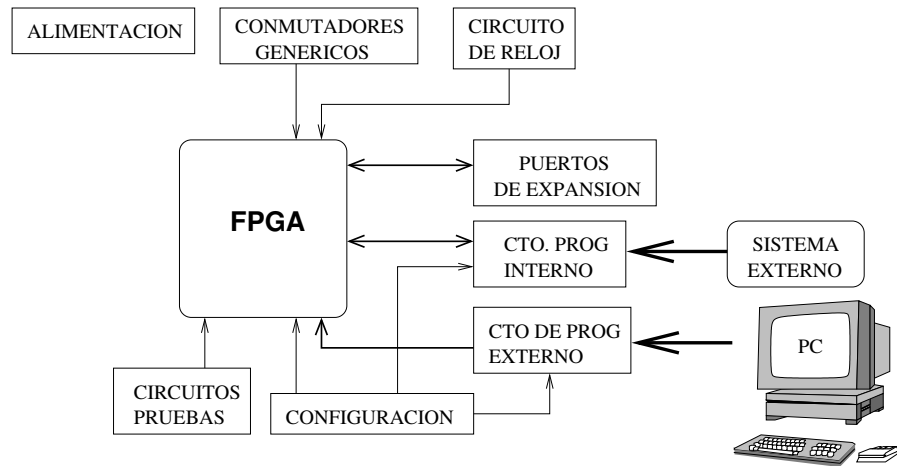 ALIMENTACION
CONMUTADORES
GENERICOS
CIRCUITO
DE RELOJ
FPGA
PUERTOS
DE EXPANSION
CTO. PROG
INTERNO
SISTEMA
EXTERNO
CTO DE PROG
EXTERNO
PC
CIRCUITOS
PRUEBAS
CONFIGURACION